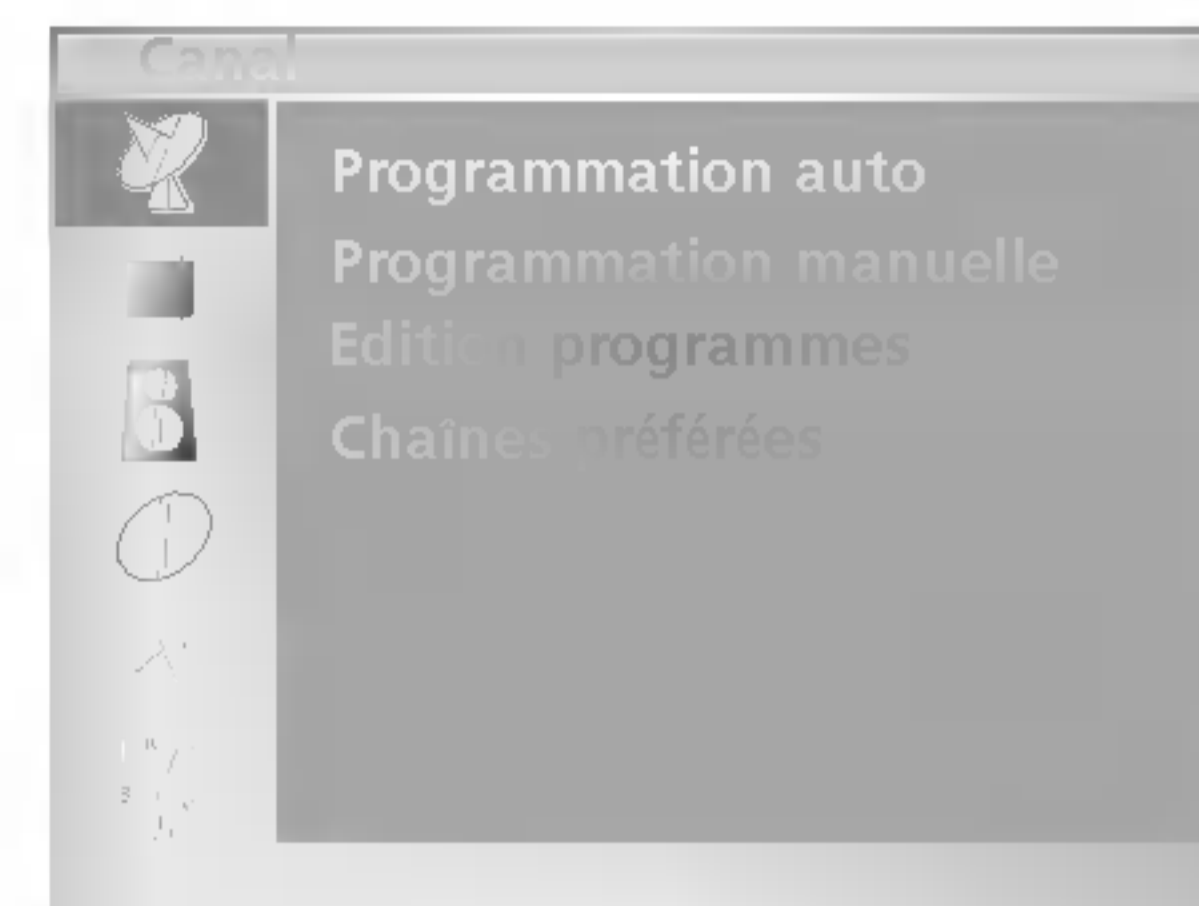 Canal
Programmation auto
Programmation manuelle
Edition programmes
Chaînes préférées